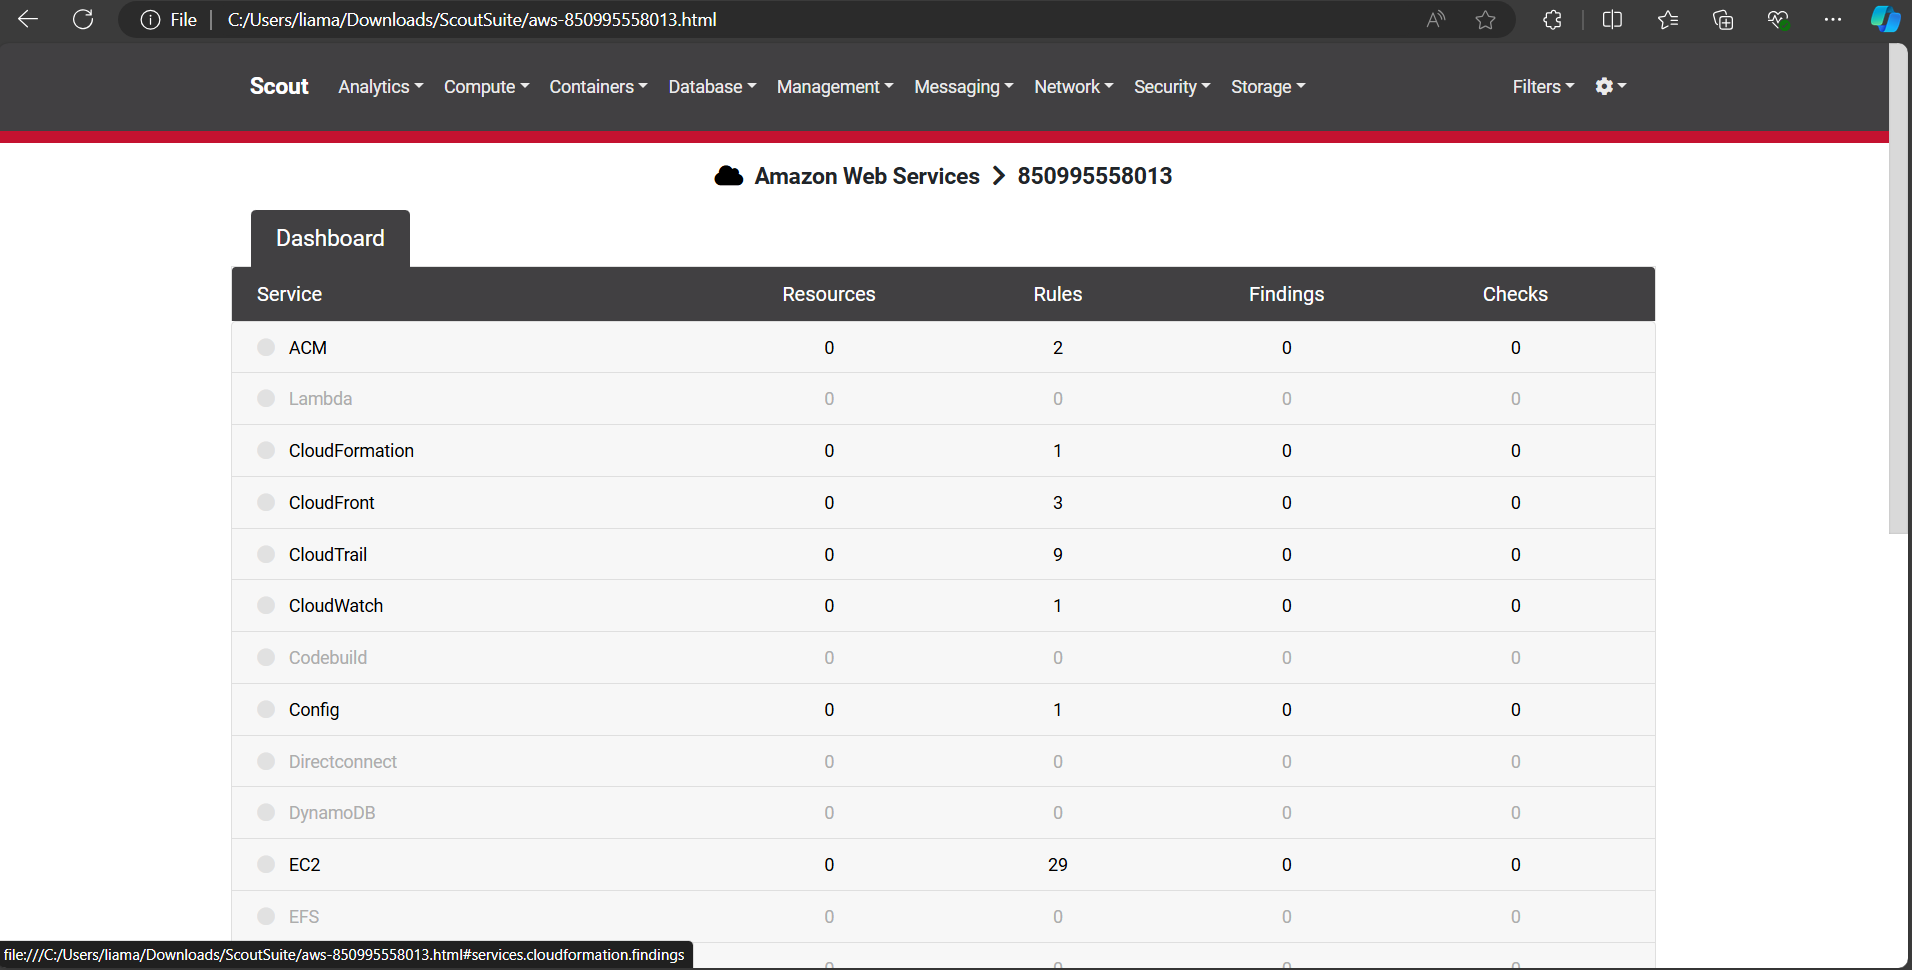 File C:/Users/liama/Downloads/ScoutSuite/aws-850995558013.html
Scout Analytics Compute Containers Database Management Messaging Network Security Storage Filters
Amazon Web Services > 850995558013
Dashboard
Service Resources Rules Findings Checks
ACM 0 2 0 0
Lambda 0 0 0 0
CloudFormation 0 1 0 0
CloudFront 0 3 0 0
CloudTrail 0 9 0 0
CloudWatch 0 1 0 0
Codebuild 0 0 0 0
Config 0 1 0 0
Directconnect 0 0 0 0
DynamoDB 0 0 0 0
EC2 0 29 0 0
EFS 0 0 0 0
file:///C:/Users/liama/Downloads/ScoutSuite/aws-850995558013.html#services.cloudformation.findings